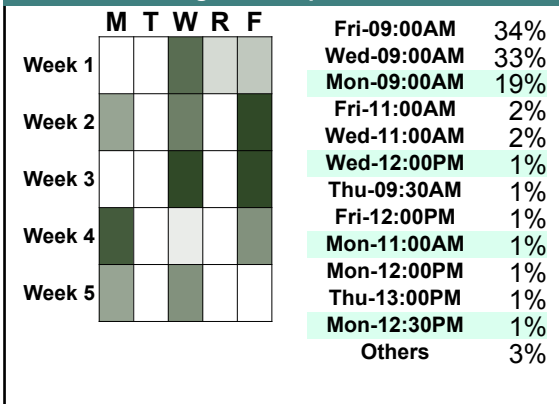 M T W R F
Week 1
Week 2
Week 3
Week 4
Week 5
Fri-09:00AM 34%
Wed-09:00AM 33%
Mon-09:00AM 19%
Fri-11:00AM 2%
Wed-11:00AM 2%
Wed-12:00PM 1%
Thu-09:30AM 1%
Fri-12:00PM 1%
Mon-11:00AM 1%
Mon-12:00PM 1%
Thu-13:00PM 1%
Mon-12:30PM 1%
Others 3%